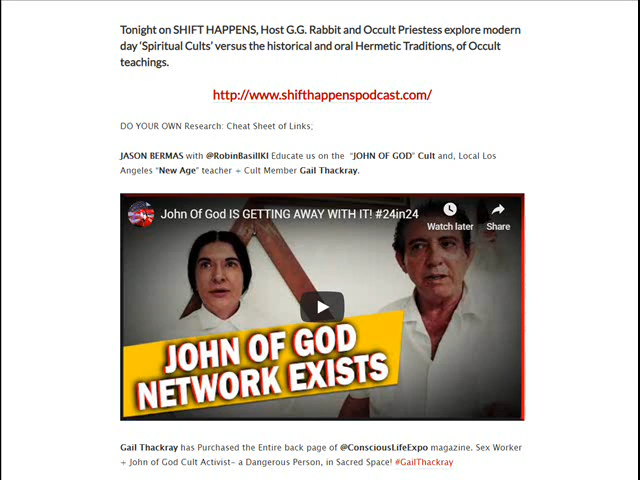 Tonight on SHIFT HAPPENS, Host G.G. Rabbit and Occult Priestess explore modern
day ‘Spiritual Cults’ versus the historical and oral Hermetic Traditions, of Occult
teachings.
http://www.shifthappenspodcast.com/
DO YOUR OWN Research: Cheat Sheet of Links;
JASON BERMAS with @RobinBasilIKI Educate us on the “JOHN OF GOD” Cult and, Local Los
Angeles “New Age” teacher + Cult Member Gail Thackray.
John Of God IS GETTING AWAY WITH IT! #24in24
Watch later
Share
JOHN OF GOD
NETWORK EXISTS
Gail Thackray has Purchased the Entire back page of @ConsciousLifeExpo magazine. Sex Worker
+ John of God Cult Activist– a Dangerous Person, in Sacred Space! #GailThackray